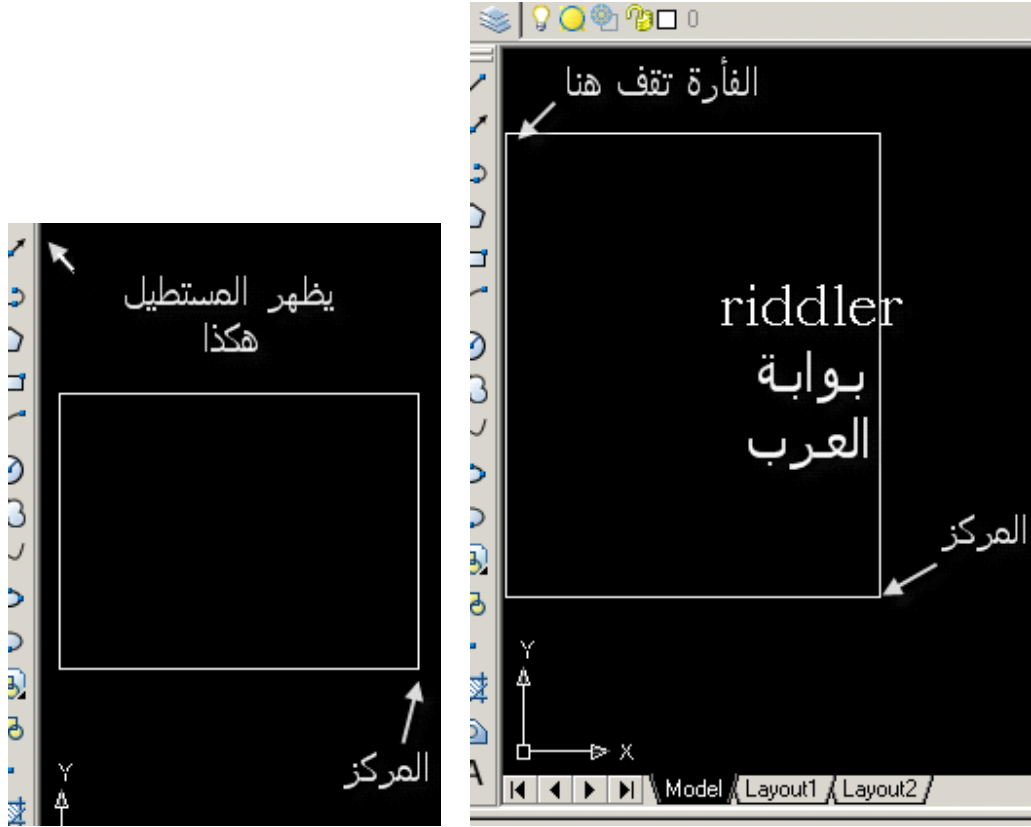 0
الفأرة تقف هنا
riddler
بوابة
العرب
المركز
Y
X
Model
Layout1
Layout2
A
يظهر المستطيل
هكذا
المركز
Y